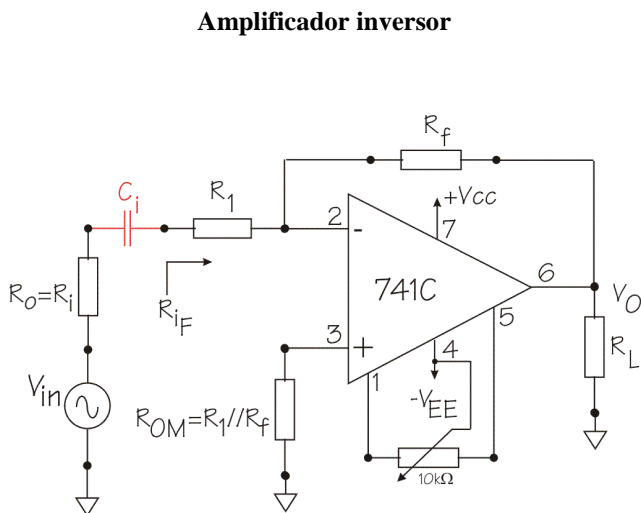 Amplificador inversor
Rf
+Vcc
Ci
R1
2
-
7
741C
6
VO
5
Ro=Ri
RiF
3
+
4
RL
1
-VEE
Vin
ROM=R1//Rf
10kΩ